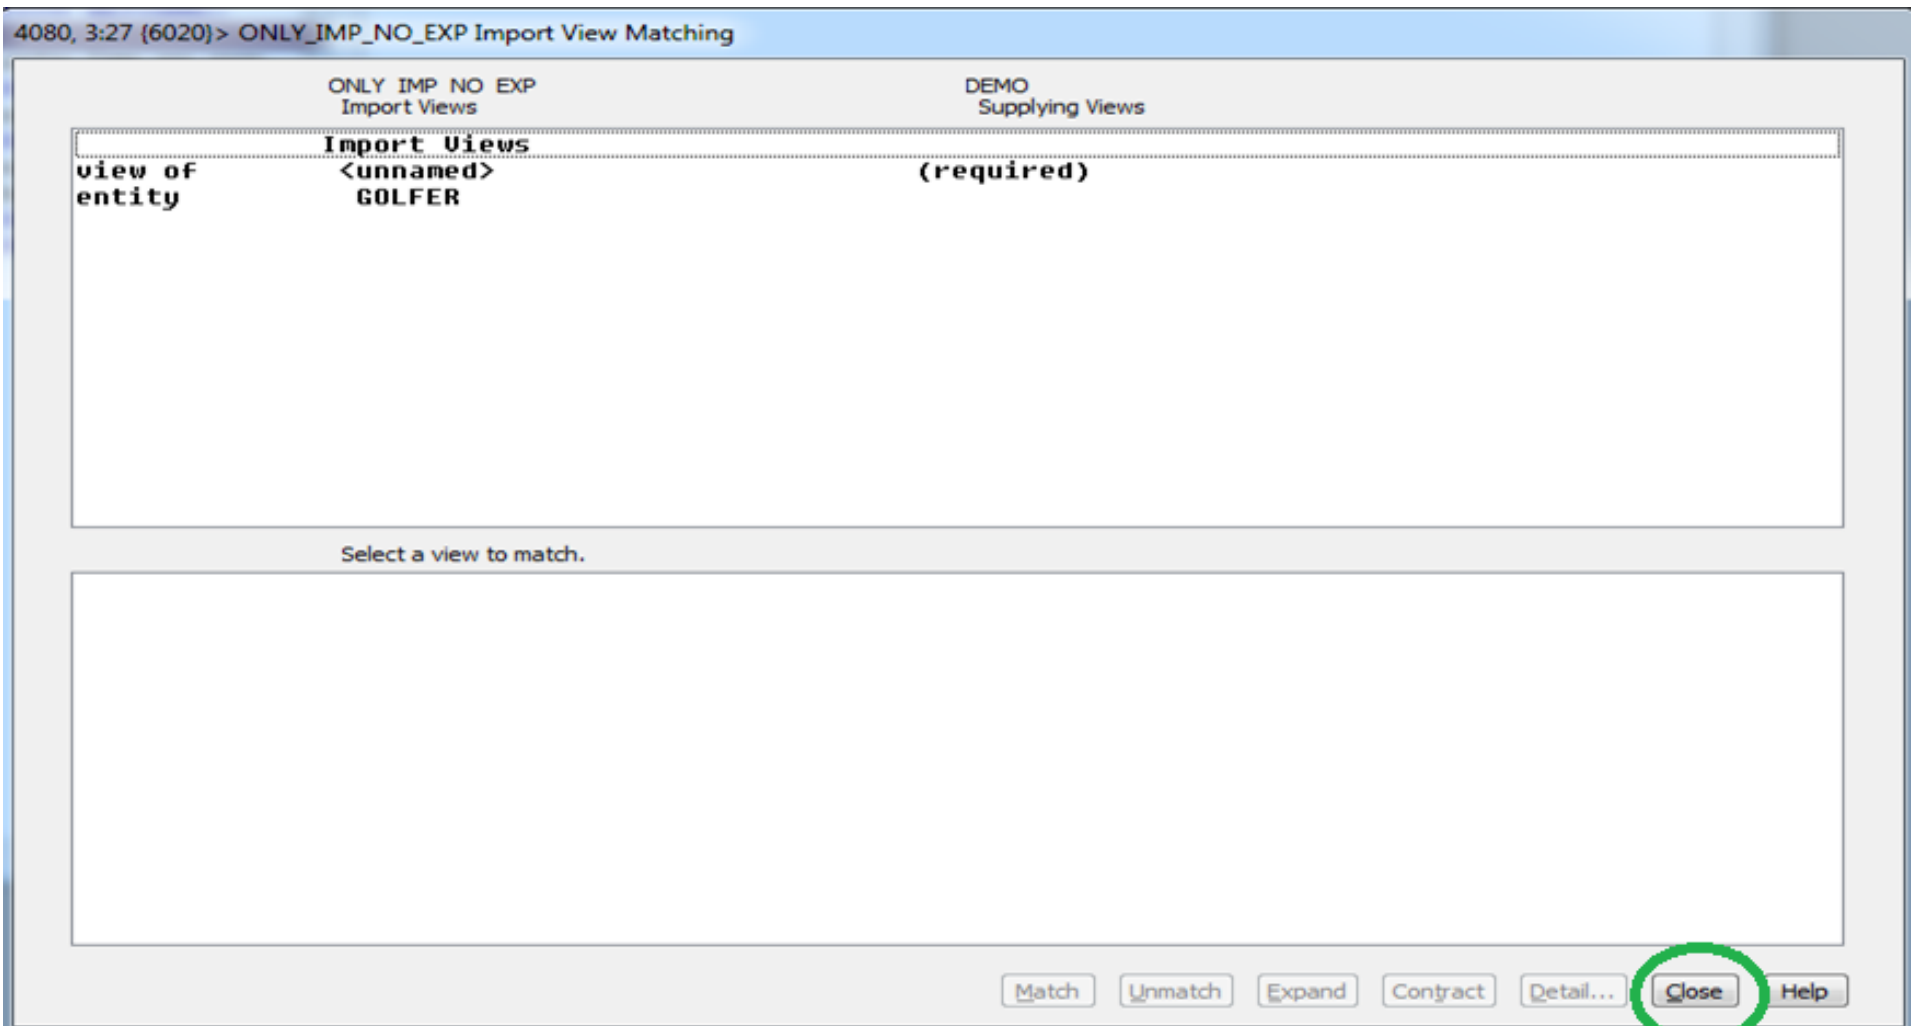 4080, 3:27 {6020}> ONLY_IMP_NO_EXP Import View Matching
ONLY IMP NO EXP DEMO
Import Views Supplying Views
Import Views
view of <unnamed> (required)
entity GOLFER
Select a view to match.
Match Unmatch Expand Contract Detail... Close Help